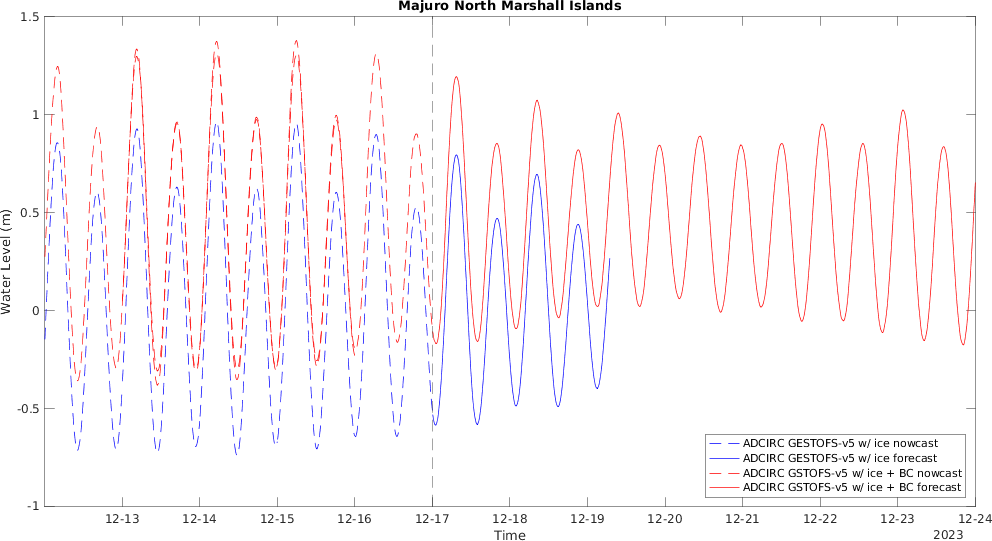 Majuro North Marshall Islands
Water Level (m)
1.5
1
0.5
0
-0.5
-1
12-13
12-14
12-15
12-16
12-17
12-18
12-19
12-20
12-21
12-22
12-23
12-24
Time
2023
ADCIRC GESTOFS-v5 w/ ice nowcast
ADCIRC GESTOFS-v5 w/ ice forecast
ADCIRC GSTOFS-v5 w/ ice + BC nowcast
ADCIRC GSTOFS-v5 w/ ice + BC forecast